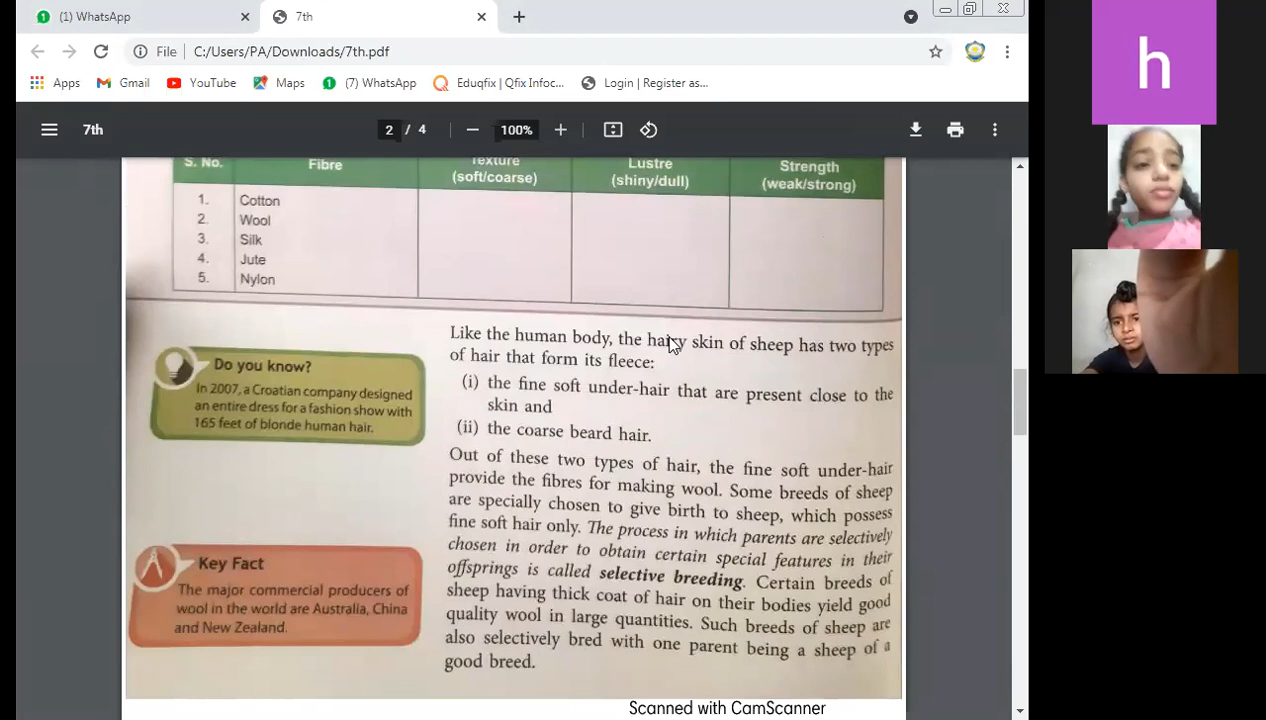 (1) WhatsApp
7th
File C:/Users/PA/Downloads/7th.pdf
Apps Gmail YouTube Maps (7) WhatsApp Eduqfix | Qfix Infoc... Login | Register as...
7th 2 / 4 100%
S. No. Fibre Texture (soft/coarse) Lustre (shiny/dull) Strength (weak/strong)
1. Cotton
2. Wool
3. Silk
4. Jute
5. Nylon
Do you know?
In 2007, a Croatian company designed
an entire dress for a fashion show with
165 feet of blonde human hair.
Key Fact
The major commercial producers of
wool in the world are Australia, China
and New Zealand.
Like the human body, the hairy skin of sheep has two types
of hair that form its fleece:
(i) the fine soft under-hair that are present close to the
skin and
(ii) the coarse beard hair.
Out of these two types of hair, the fine soft under-hair
provide the fibres for making wool. Some breeds of sheep
are specially chosen to give birth to sheep, which possess
fine soft hair only. The process in which parents are selectively
chosen in order to obtain certain special features in their
offsprings is called selective breeding. Certain breeds of
sheep having thick coat of hair on their bodies yield good
quality wool in large quantities. Such breeds of sheep are
also selectively bred with one parent being a sheep of a
good breed.
Scanned with CamScanner
h